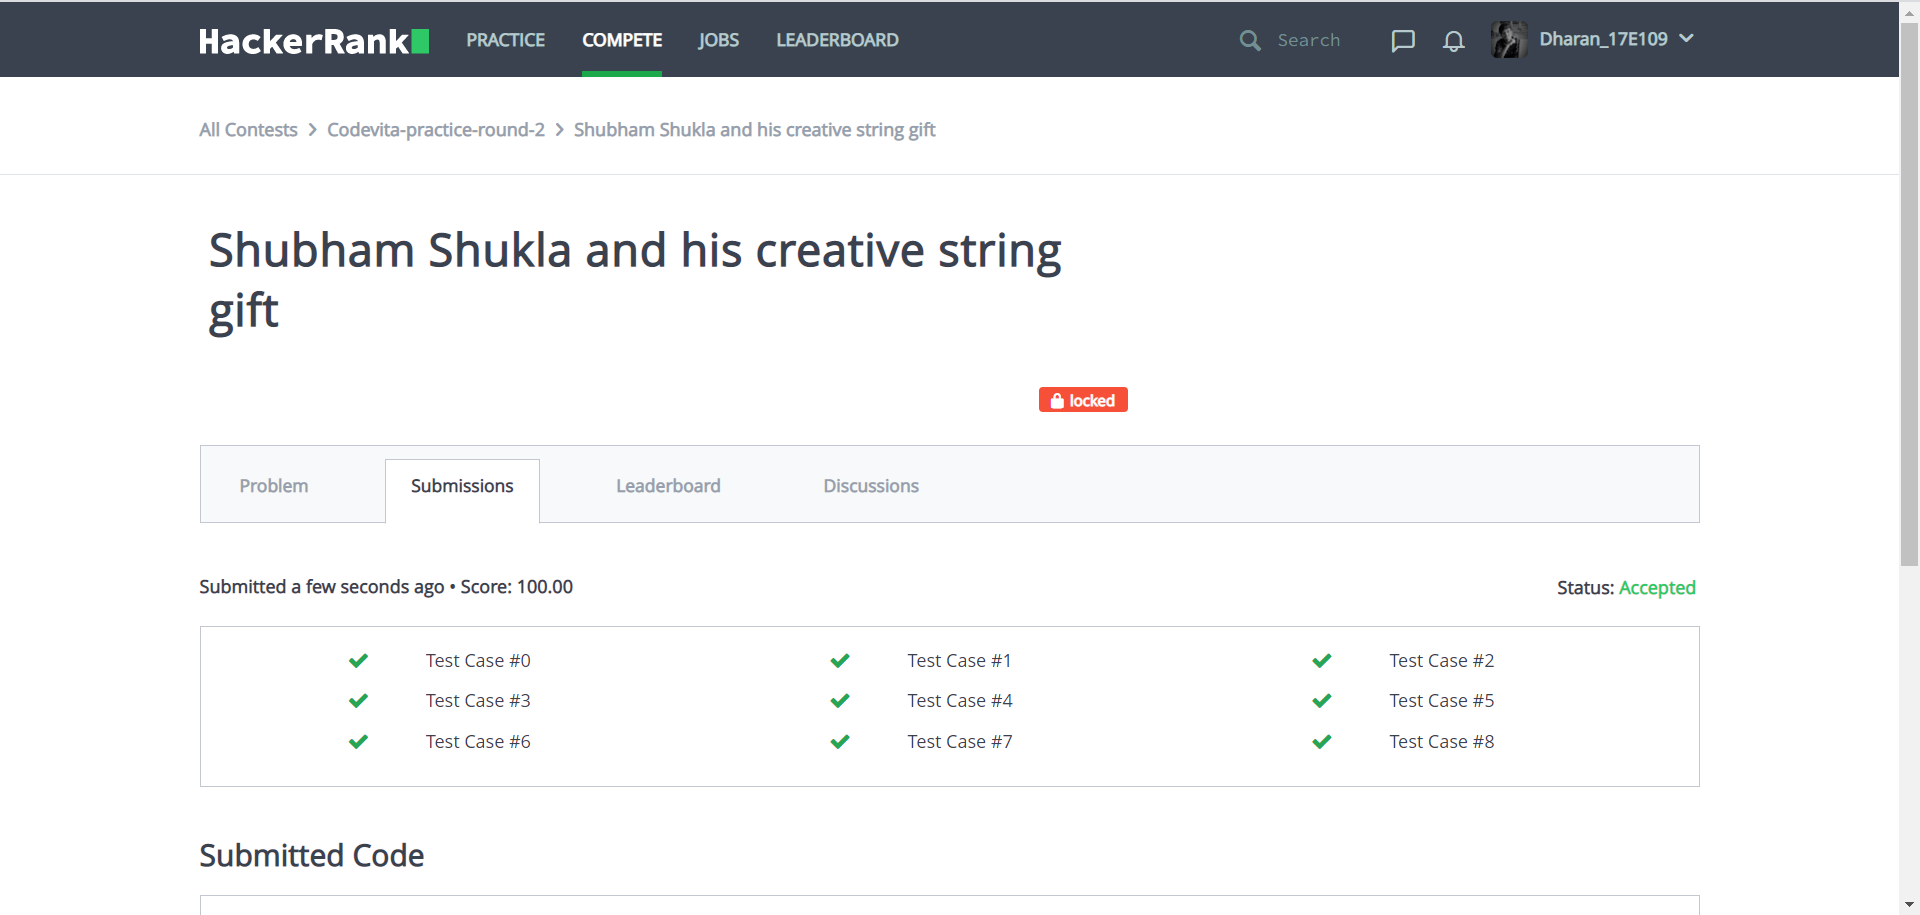 HackerRank PRACTICE COMPETE JOBS LEADERBOARD Search Dharan_17E109
All Contests > Codevita-practice-round-2 > Shubham Shukla and his creative string gift
Shubham Shukla and his creative string
gift
locked
Problem Submissions Leaderboard Discussions
Submitted a few seconds ago • Score: 100.00 Status: Accepted
Test Case #0 Test Case #1 Test Case #2
Test Case #3 Test Case #4 Test Case #5
Test Case #6 Test Case #7 Test Case #8
Submitted Code